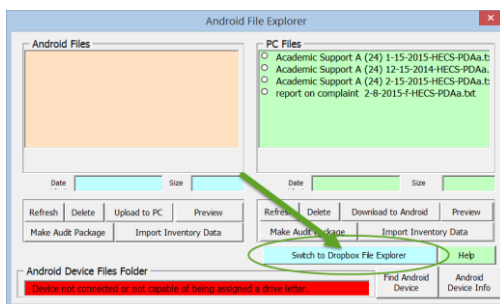 Android File Explorer
Android Files
PC Files
Academic Support A (24) 1-15-2015-HECS-PDAa.t
Academic Support A (24) 12-15-2014-HECS-PDAa.
Academic Support A (24) 2-15-2015-HECS-PDAa.t
report on complaint 2-8-2015-f-HECS-PDAa.txt
Date Size
Date Size
Refresh Delete Upload to PC Preview
Refresh Delete Download to Android Preview
Make Audit Package Import Inventory Data
Make Audit Package Import Inventory Data
Switch to Dropbox File Explorer Help
Android Device Files Folder
Device not connected or not capable of being assigned a drive letter.
Find Android Device
Android Device Info